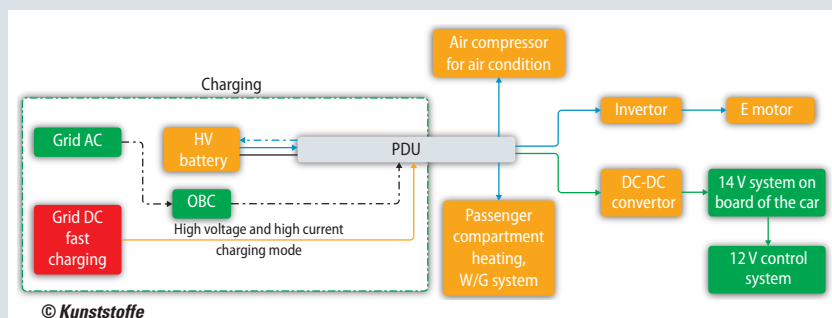 Air compressor
for air condition
Charging
Invertor
E motor
Grid AC
HV
battery
PDU
OBC
DC-DC
convertor
14 V system on
board of the car
Grid DC
fast
charging
High voltage and high current
charging mode
Passenger
compartment
heating,
W/G system
12 V control
system
© Kunststoffe